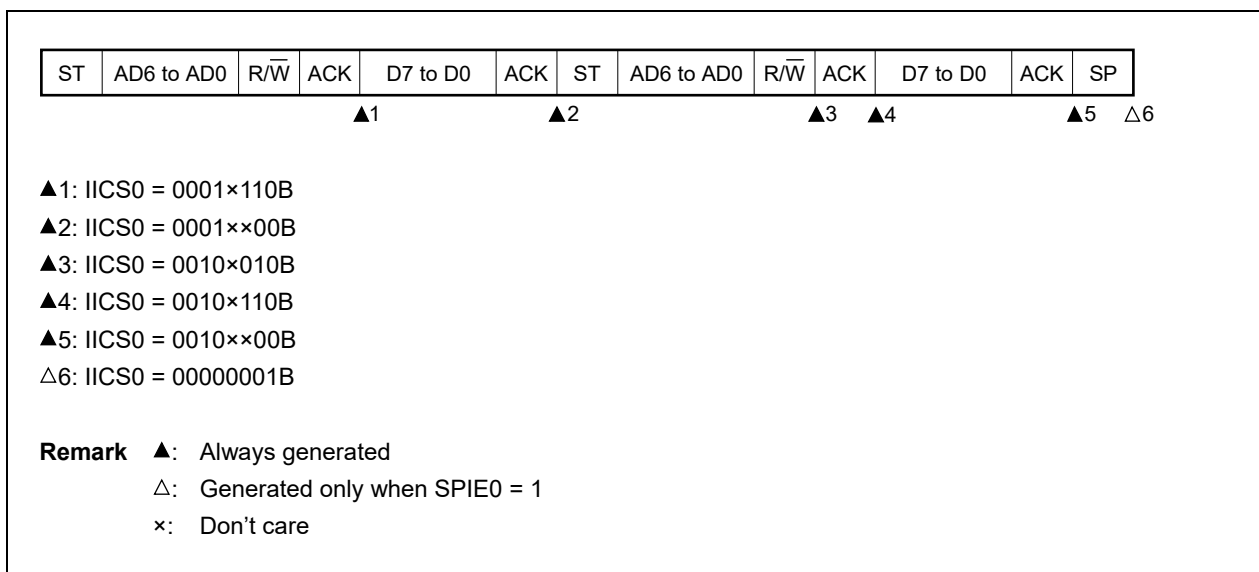 ST AD6 to AD0 R/W̅ ACK D7 to D0 ACK ST AD6 to AD0 R/W̅ ACK D7 to D0 ACK SP
▲1 ▲2 ▲3 ▲4 ▲5 △6
▲1: IICS0 = 0001×110B
▲2: IICS0 = 0001××00B
▲3: IICS0 = 0010×010B
▲4: IICS0 = 0010×110B
▲5: IICS0 = 0010××00B
△6: IICS0 = 00000001B
Remark ▲: Always generated
△: Generated only when SPIE0 = 1
×: Don’t care